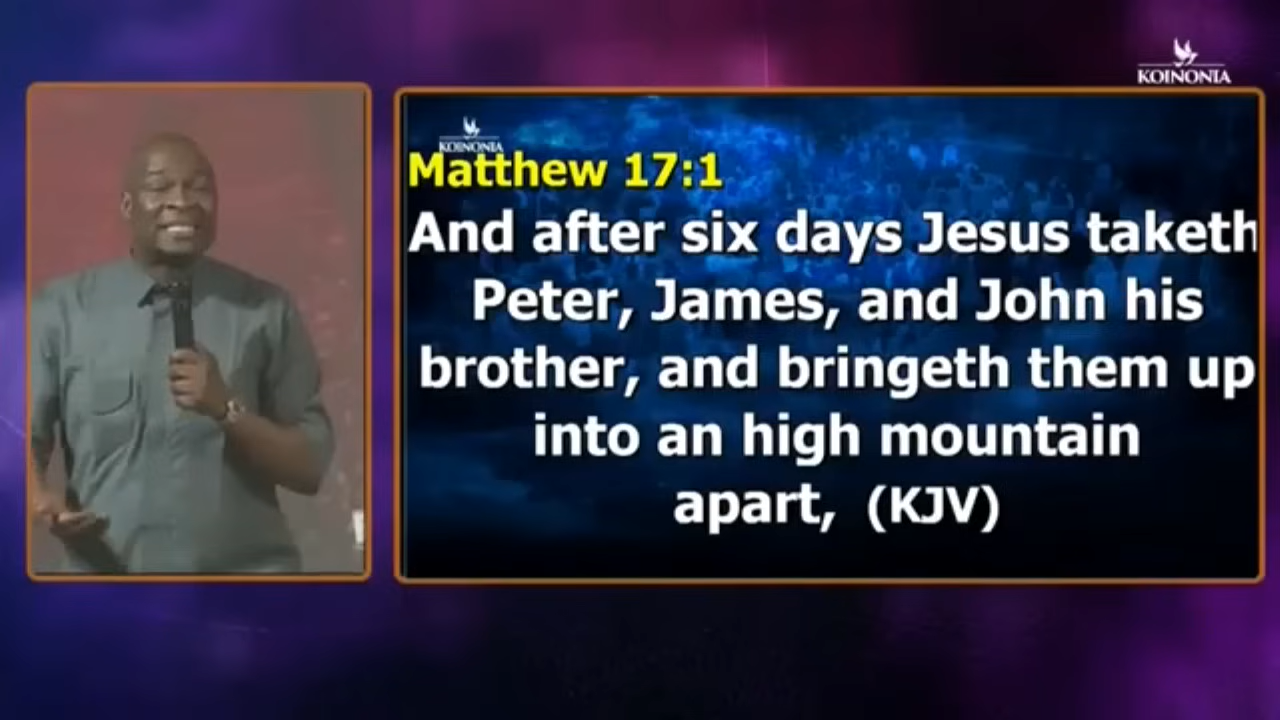 KOINONIA
KOINONIA
Matthew 17:1
And after six days Jesus taketh
Peter, James, and John his
brother, and bringeth them up
into an high mountain
apart, (KJV)